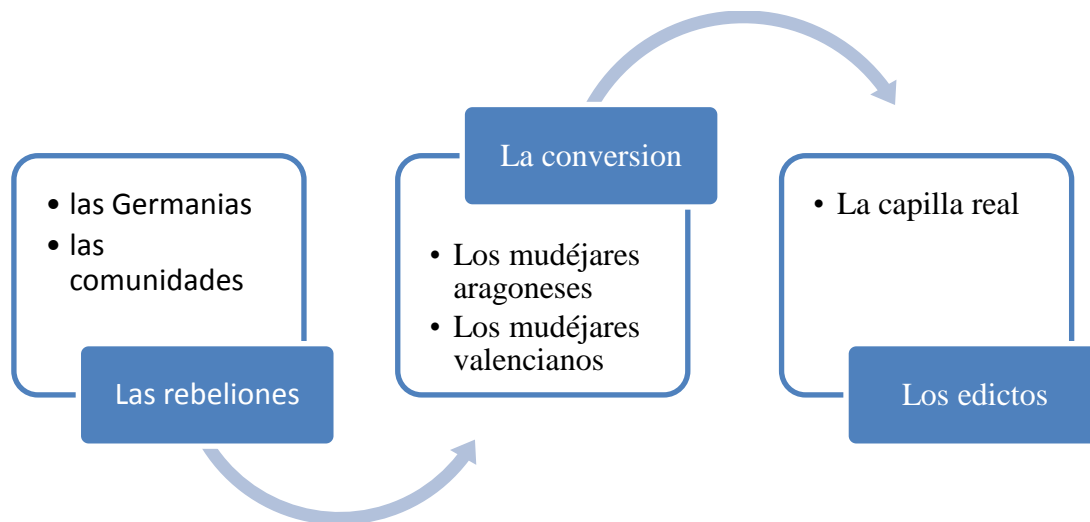 • las Germanias
• las
comunidades
Las rebeliones
La conversion
• Los mudéjares
aragoneses
• Los mudéjares
valencianos
• La capilla real
Los edictos